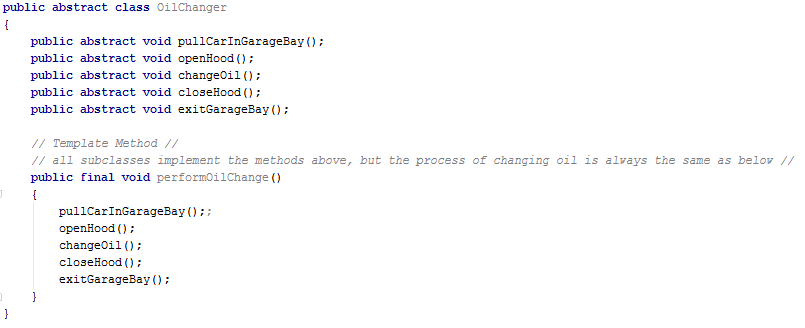 public abstract class OilChanger
{
    public abstract void pullCarInGarageBay();
    public abstract void openHood();
    public abstract void changeOil();
    public abstract void closeHood();
    public abstract void exitGarageBay();

    // Template Method //
    // all subclasses implement the methods above, but the process of changing oil is always the same as below //
    public final void performOilChange()
    {
        pullCarInGarageBay();;
        openHood();
        changeOil();
        closeHood();
        exitGarageBay();
    }
}